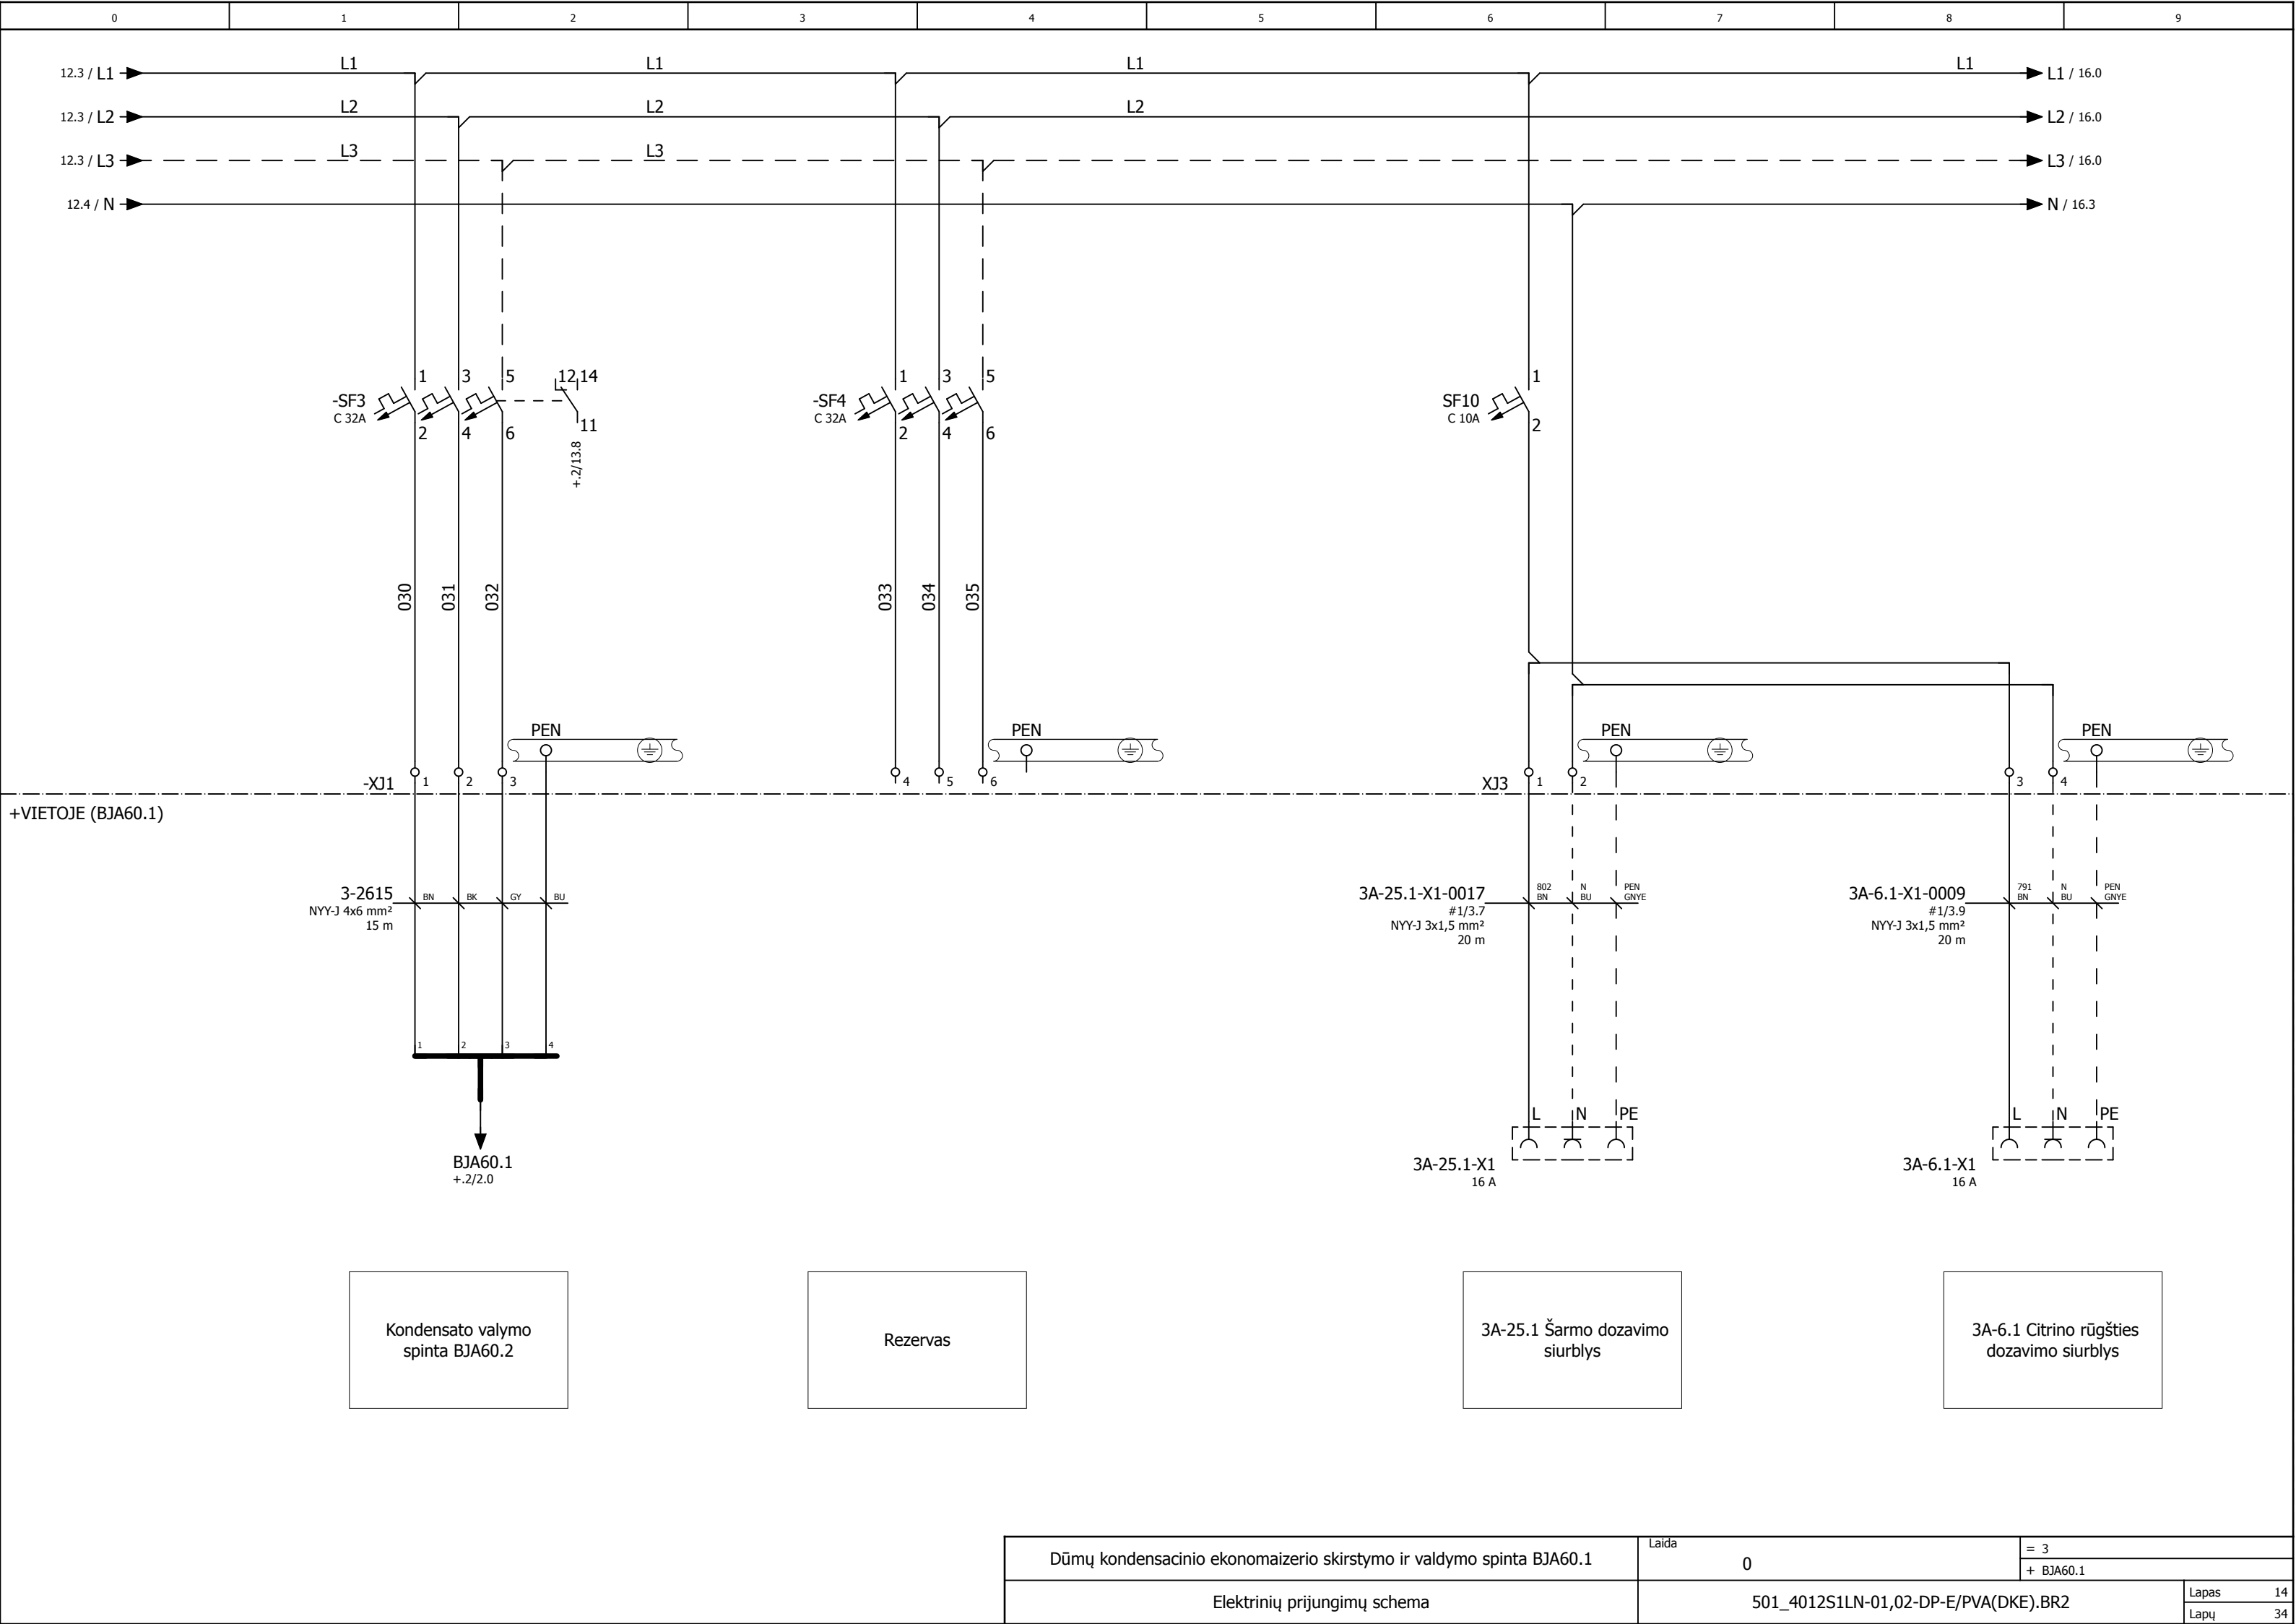 0 1 2 3 4 5 6 7 8 9
12.3 / L1 L1 L1 L1 L1 L1 / 16.0
12.3 / L2 L2 L2 L2 L2 / 16.0
12.3 / L3 L3 L3 L3 / 16.0
12.4 / N N / 16.3
1 3 5 12 14 1 3 5 1
-SF3 -SF4 SF10
C 32A C 32A C 10A
2 4 6 11 2 4 6 2
+.2/13.8
030 031 032 033 034 035
PEN PEN PEN PEN
-XJ1 1 2 3 4 5 6 XJ3 1 2 3 4
+VIETOJE (BJA60.1)
3-2615 BN BK GY BU
NYY-J 4x6 mm²
15 m
3A-25.1-X1-0017 802 BN N BU PEN GNYE
#1/3.7
NYY-J 3x1,5 mm²
20 m
3A-6.1-X1-0009 791 BN N BU PEN GNYE
#1/3.9
NYY-J 3x1,5 mm²
20 m
1 2 3 4
L N PE L N PE
BJA60.1
+.2/2.0
3A-25.1-X1
16 A
3A-6.1-X1
16 A
Kondensato valymo
spinta BJA60.2
Rezervas
3A-25.1 Šarmo dozavimo
siurblys
3A-6.1 Citrino rūgšties
dozavimo siurblys
Dūmų kondensacinio ekonomaizerio skirstymo ir valdymo spinta BJA60.1
Laida
0
= 3
+ BJA60.1
Elektrinių prijungimų schema
501_4012S1LN-01,02-DP-E/PVA(DKE).BR2
Lapas 14
Lapų 34